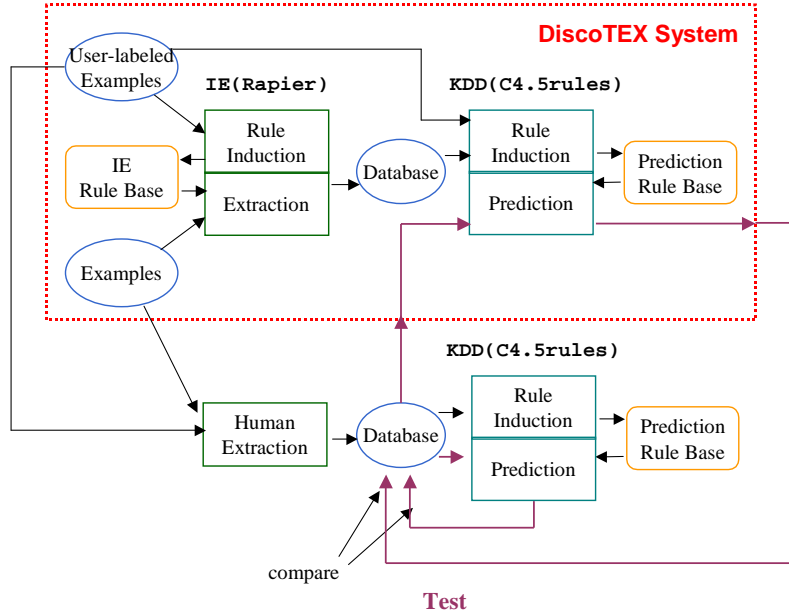 DiscoTEX System
User-labeled
Examples
IE(Rapier)
KDD(C4.5rules)
Rule
Induction
Extraction
IE
Rule Base
Database
Rule
Induction
Prediction
Prediction
Rule Base
Examples
KDD(C4.5rules)
Human
Extraction
Database
Rule
Induction
Prediction
Prediction
Rule Base
compare
Test